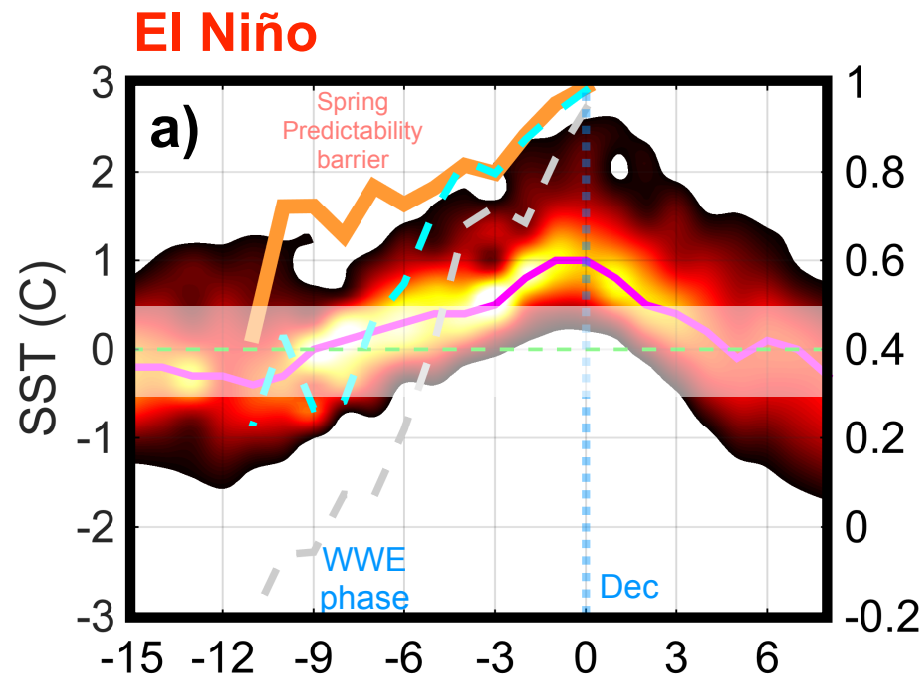 El Niño
a)
Spring
Predictability
barrier
SST (C)
3
2
1
0
-1
-2
-3
1
0.8
0.6
0.4
0.2
0
-0.2
WWE
phase
Dec
-15 -12 -9 -6 -3 0 3 6